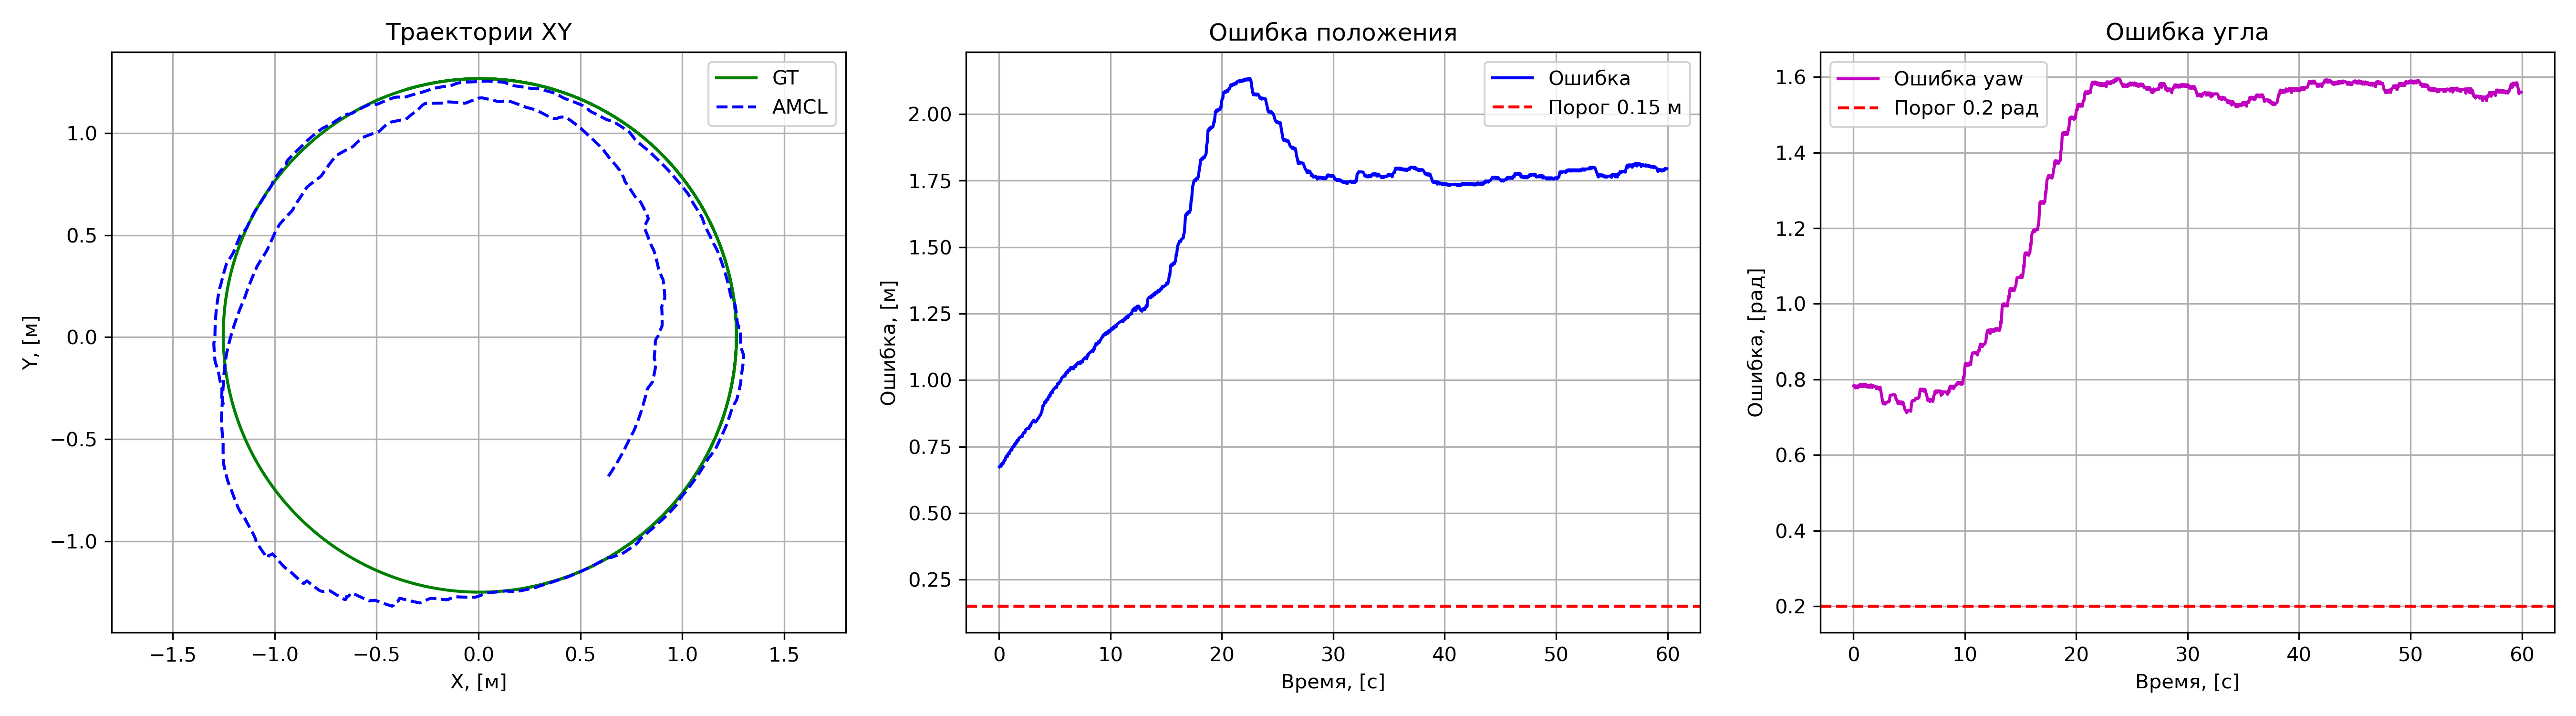 Траектории XY
GT
AMCL
1.0
0.5
0.0
−0.5
−1.0
Y, [м]
−1.5
−1.0
−0.5
0.0
0.5
1.0
1.5
X, [м]
Ошибка положения
Ошибка
Порог 0.15 м
2.00
1.75
1.50
1.25
1.00
0.75
0.50
0.25
Ошибка, [м]
0
10
20
30
40
50
60
Время, [с]
Ошибка угла
Ошибка yaw
Порог 0.2 рад
1.6
1.4
1.2
1.0
0.8
0.6
0.4
0.2
Ошибка, [рад]
0
10
20
30
40
50
60
Время, [с]